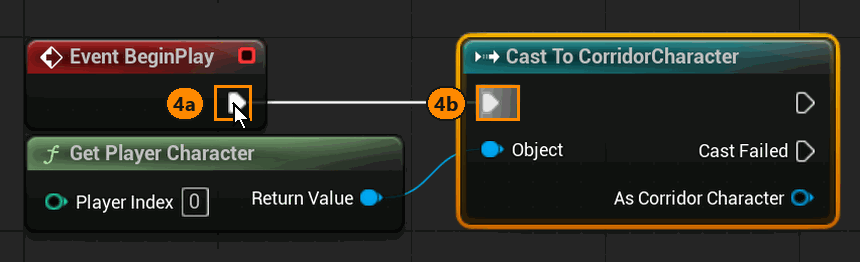 Event BeginPlay
4a
4b
Cast To CorridorCharacter
Object
Cast Failed
As Corridor Character
f Get Player Character
Player Index 0
Return Value